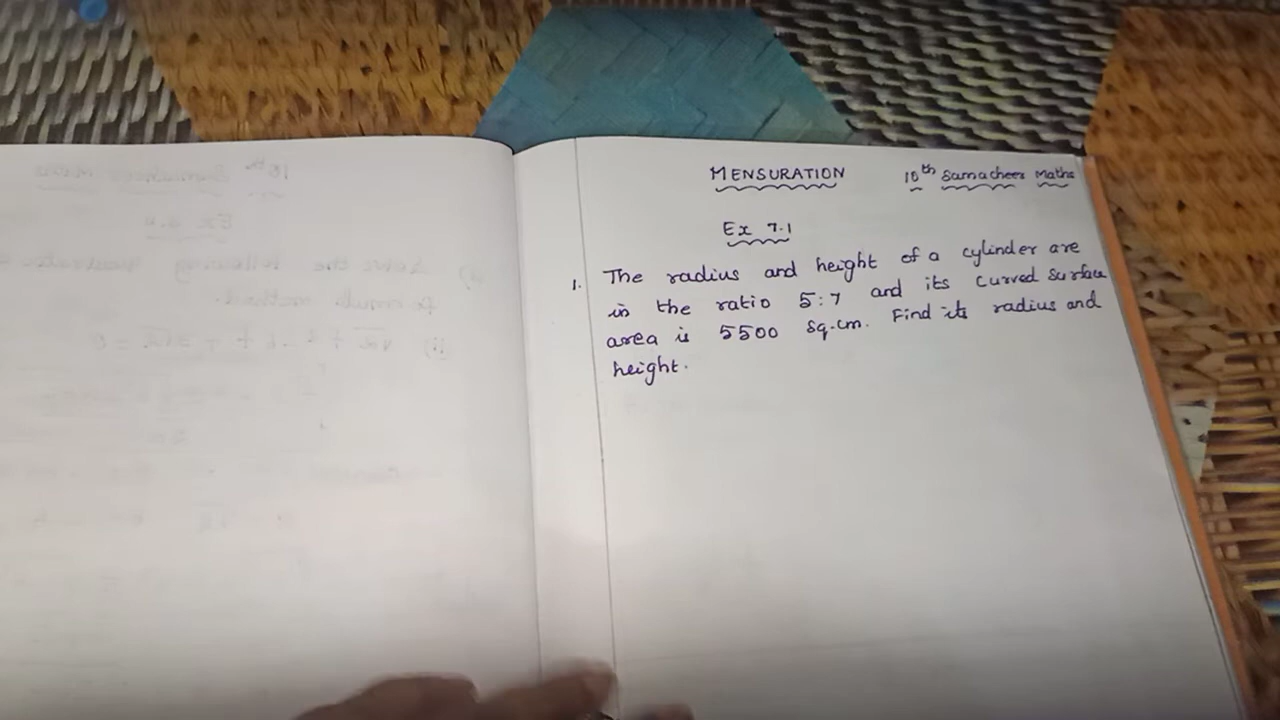 MENSURATION 10th Samacheer Maths
Ex 7.1
1. The radius and height of a cylinder are
in the ratio 5:7 and its curved surface
area is 5500 sq.cm. Find its radius and
height.